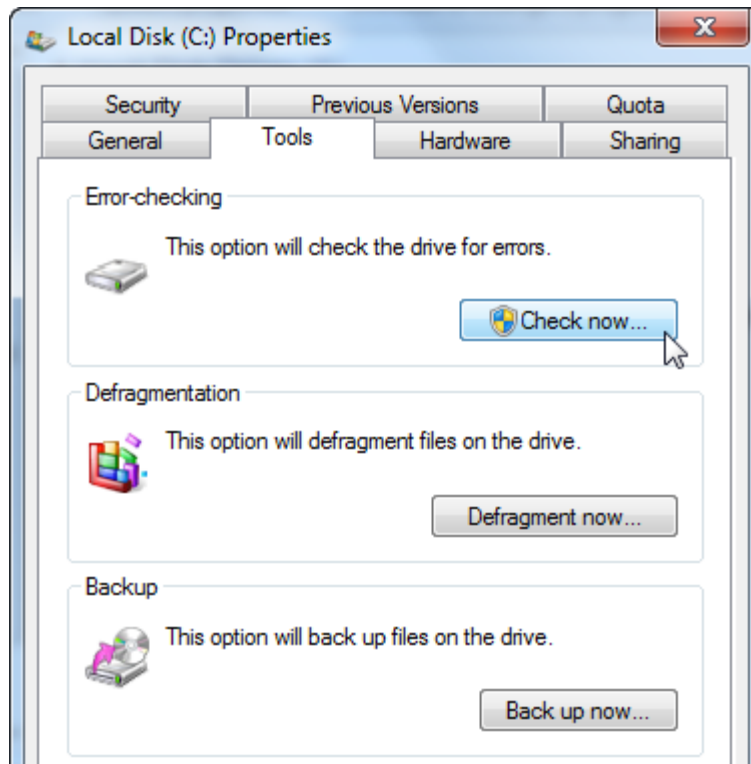 Local Disk (C:) Properties
Security Previous Versions Quota
General Tools Hardware Sharing
Error-checking
This option will check the drive for errors.
Check now...
Defragmentation
This option will defragment files on the drive.
Defragment now...
Backup
This option will back up files on the drive.
Back up now...